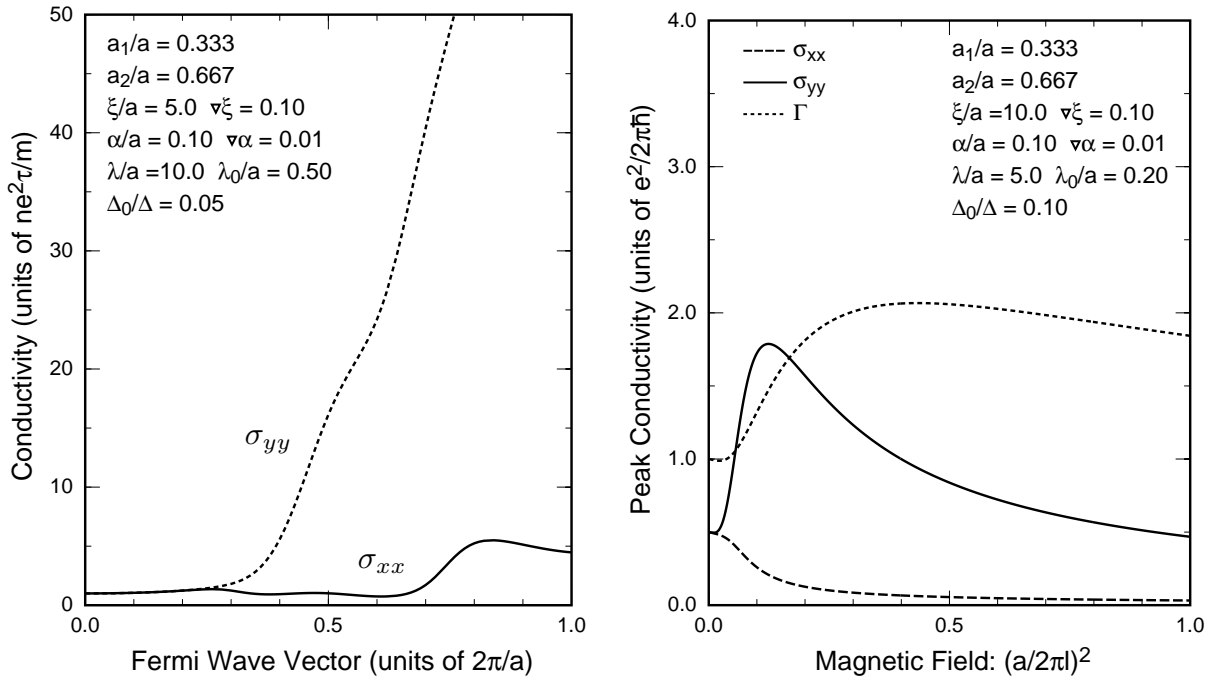 50
40
30
20
10
0
Conductivity (units of ne²τ/m)
a₁/a = 0.333
a₂/a = 0.667
ξ/a = 5.0 ∇ξ = 0.10
α/a = 0.10 ∇α = 0.01
λ/a =10.0 λ₀/a = 0.50
Δ₀/Δ = 0.05
σyy
σxx
0.0 0.5 1.0
Fermi Wave Vector (units of 2π/a)
4.0
3.0
2.0
1.0
0.0
Peak Conductivity (units of e²/2πħ)
σxx
σyy
Γ
a₁/a = 0.333
a₂/a = 0.667
ξ/a =10.0 ∇ξ = 0.10
α/a = 0.10 ∇α = 0.01
λ/a = 5.0 λ₀/a = 0.20
Δ₀/Δ = 0.10
0.0 0.5 1.0
Magnetic Field: (a/2πl)²